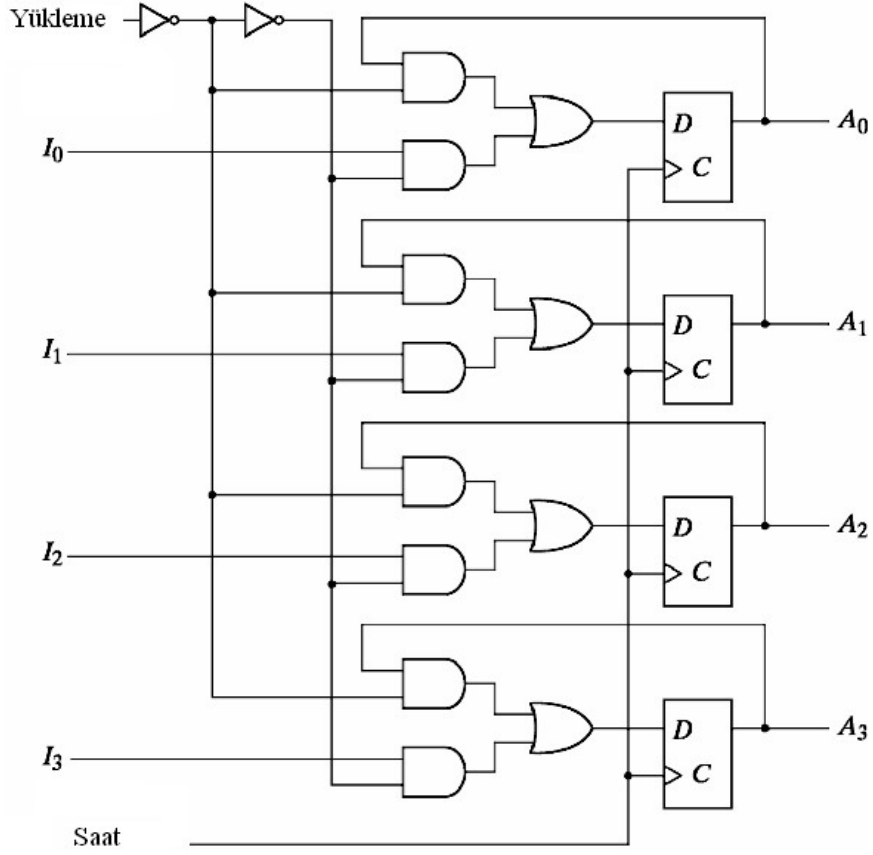 Yükleme
D A₀
I₀ C
D A₁
I₁ C
D A₂
I₂ C
D A₃
I₃ C
Saat